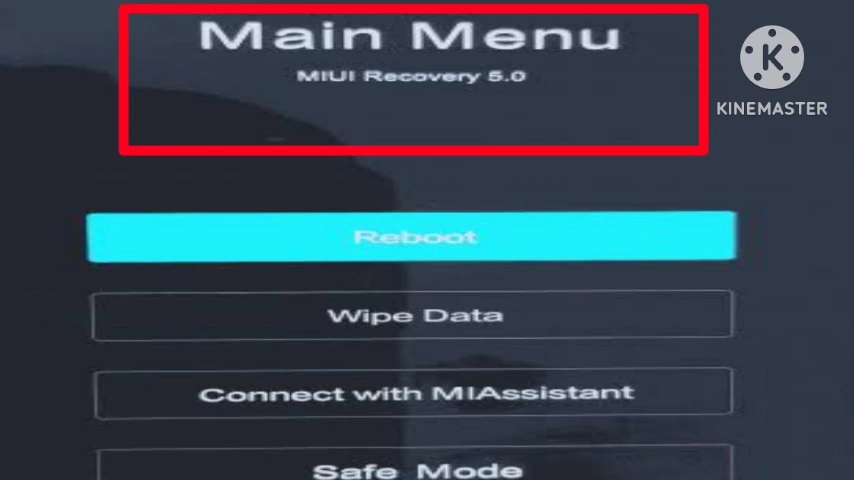 Main Menu
MIUI Recovery 5.0
K
KINEMASTER
Reboot
Wipe Data
Connect with MIAssistant
Safe Mode